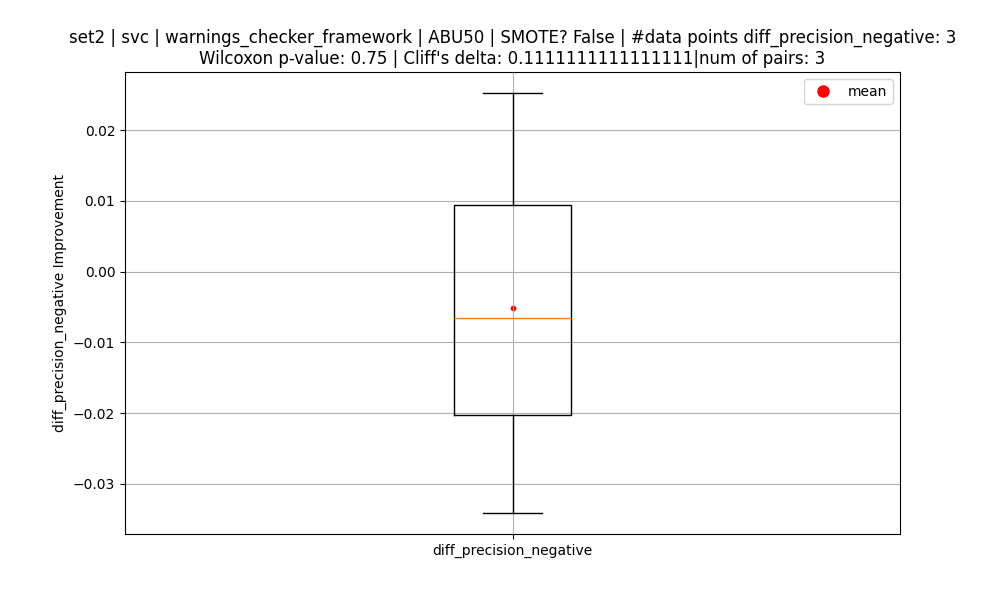 set2 | svc | warnings_checker_framework | ABU50 | SMOTE? False | #data points diff_precision_negative: 3
Wilcoxon p-value: 0.75 | Cliff's delta: 0.1111111111111111|num of pairs: 3
mean
0.02
0.01
0.00
−0.01
−0.02
−0.03
diff_precision_negative Improvement
diff_precision_negative